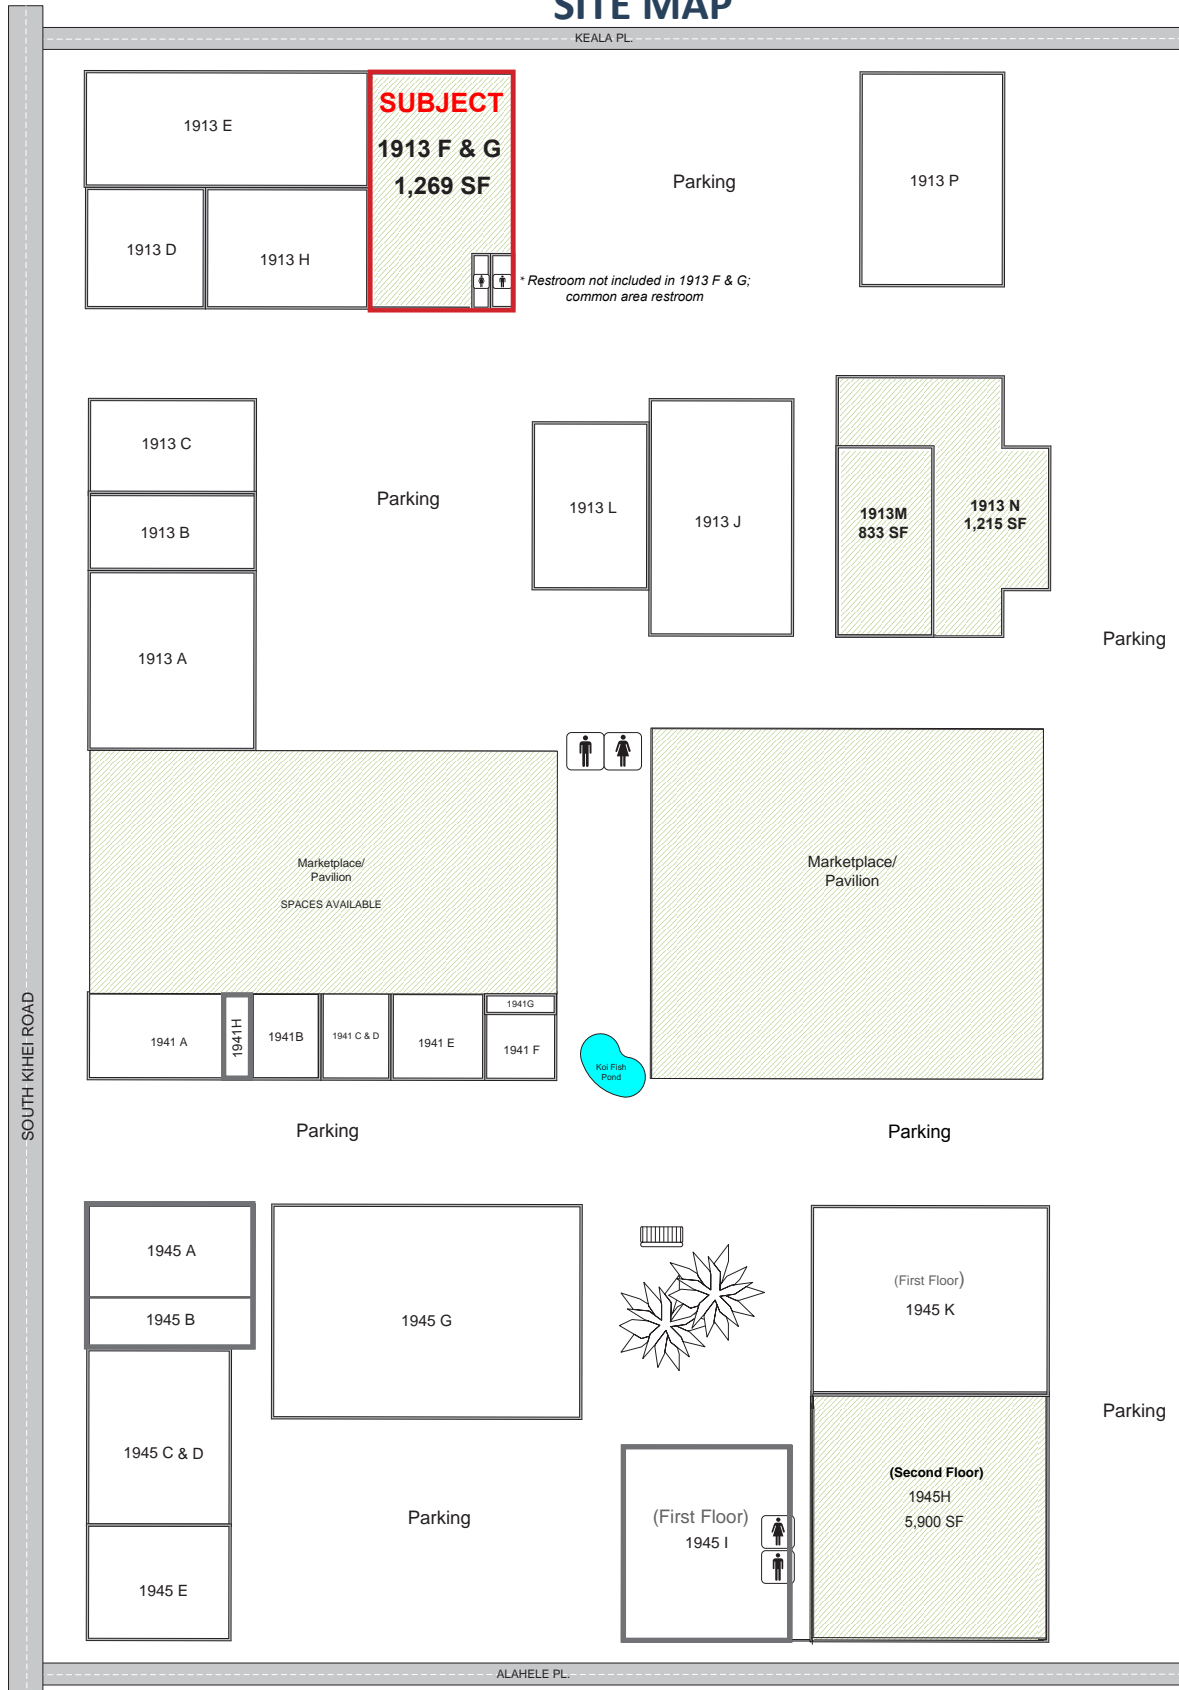 SITE MAP
KEALA PL.
SUBJECT
1913 F & G
1,269 SF
1913 E
1913 D
1913 H
* Restroom not included in 1913 F & G;
common area restroom
Parking
1913 P
1913 C
1913 B
1913 A
Parking
1913 L
1913 J
1913M
833 SF
1913 N
1,215 SF
Parking
Marketplace/
Pavilion
SPACES AVAILABLE
Marketplace/
Pavilion
SOUTH KIHEI ROAD
1941 A
1941H
1941B
1941 C & D
1941 E
1941G
1941 F
Koi Fish
Pond
Parking
Parking
1945 A
1945 B
1945 C & D
1945 E
1945 G
Parking
(First Floor)
1945 K
(First Floor)
1945 I
(Second Floor)
1945H
5,900 SF
Parking
ALAHELE PL.